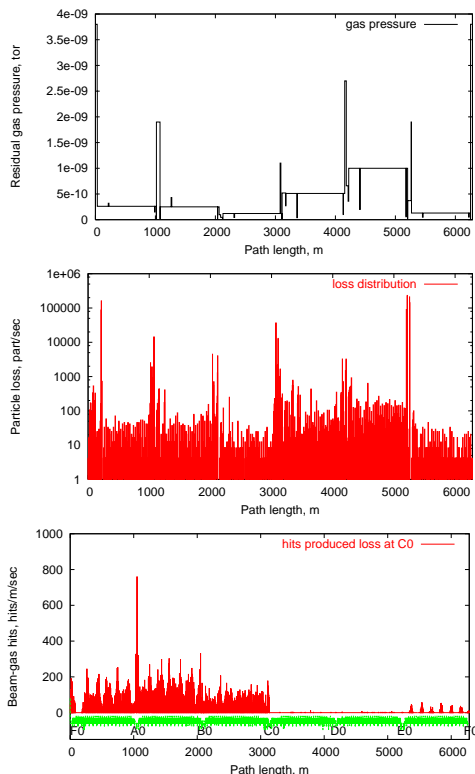 4e-09
gas pressure
3.5e-09
3e-09
2.5e-09
2e-09
1.5e-09
1e-09
5e-10
0
Residual gas pressure, tor
0 1000 2000 3000 4000 5000 6000
Path length, m
1e+06
loss distribution
100000
10000
1000
100
10
1
Particle loss, part/sec
0 1000 2000 3000 4000 5000 6000
Path length, m
1000
hits produced loss at C0
800
600
400
200
0
Beam-gas hits, hits/m/sec
F0 A0 B0 C0 D0 E0 F0
0 1000 2000 3000 4000 5000 6000
Path length, m